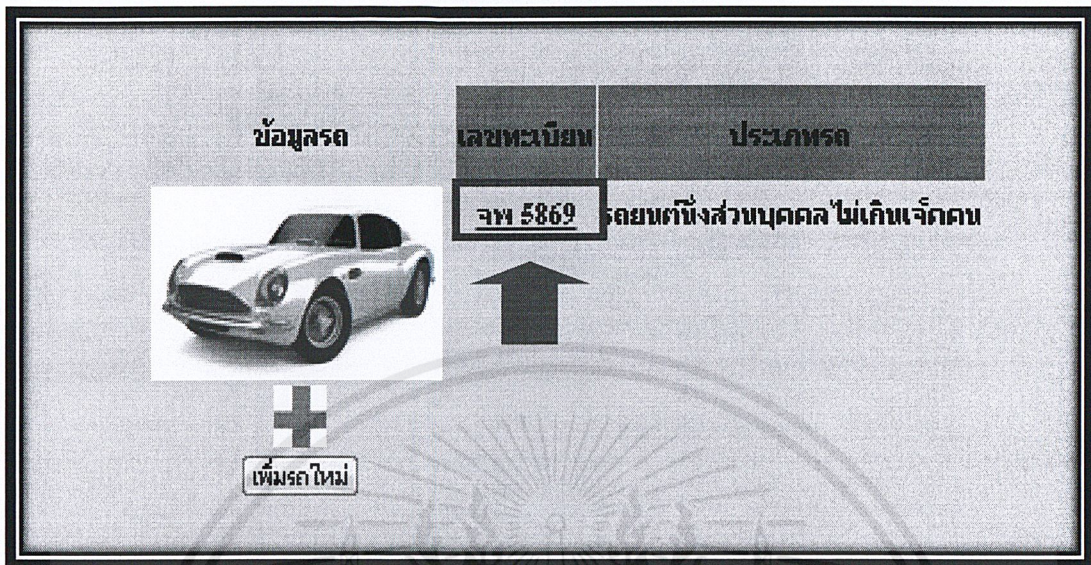 ข้อมูลรถ
เลขทะเบียน ประเภทรถ
จพ 5869 รถยนต์นั่งส่วนบุคคลไม่เกินเจ็ดคน
เพิ่มรถใหม่